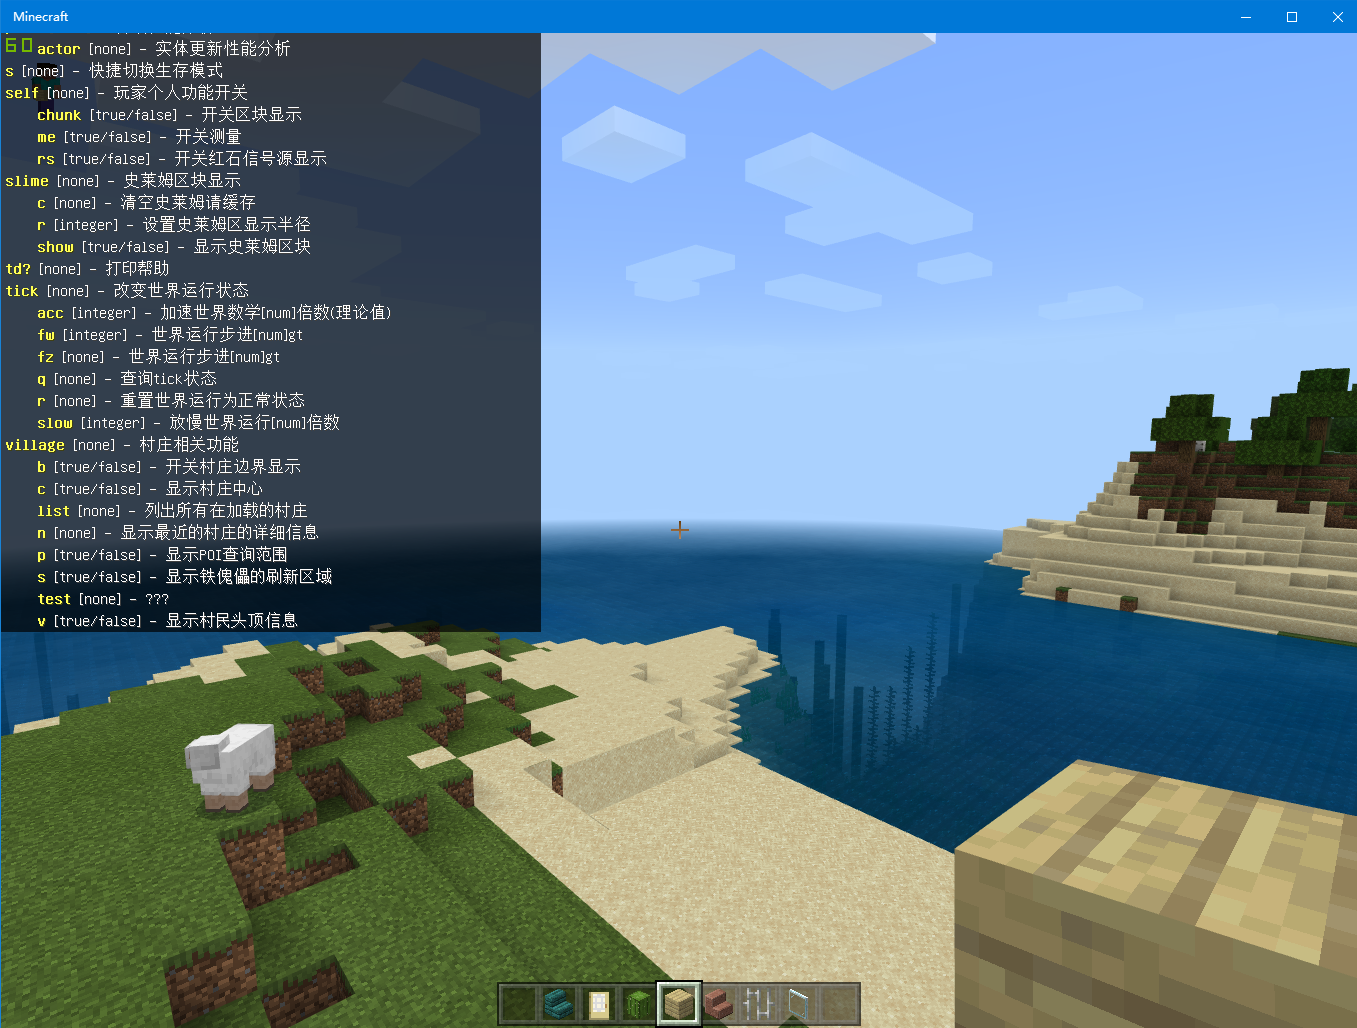 Minecraft
60
actor [none] - 实体更新性能分析
s [none] - 快捷切换生存模式
self [none] - 玩家个人功能开关
chunk [true/false] - 开关区块显示
me [true/false] - 开关测量
rs [true/false] - 开关红石信号源显示
slime [none] - 史莱姆区块显示
c [none] - 清空史莱姆请缓存
r [integer] - 设置史莱姆区显示半径
show [true/false] - 显示史莱姆区块
td? [none] - 打印帮助
tick [none] - 改变世界运行状态
acc [integer] - 加速世界数学[num]倍数(理论值)
fw [integer] - 世界运行步进[num]gt
fz [none] - 世界运行步进[num]gt
q [none] - 查询tick状态
r [none] - 重置世界运行为正常状态
slow [integer] - 放慢世界运行[num]倍数
village [none] - 村庄相关功能
b [true/false] - 开关村庄边界显示
c [true/false] - 显示村庄中心
list [none] - 列出所有在加载的村庄
n [none] - 显示最近的村庄的详细信息
p [true/false] - 显示POI查询范围
s [true/false] - 显示铁傀儡的刷新区域
test [none] - ???
v [true/false] - 显示村民头顶信息